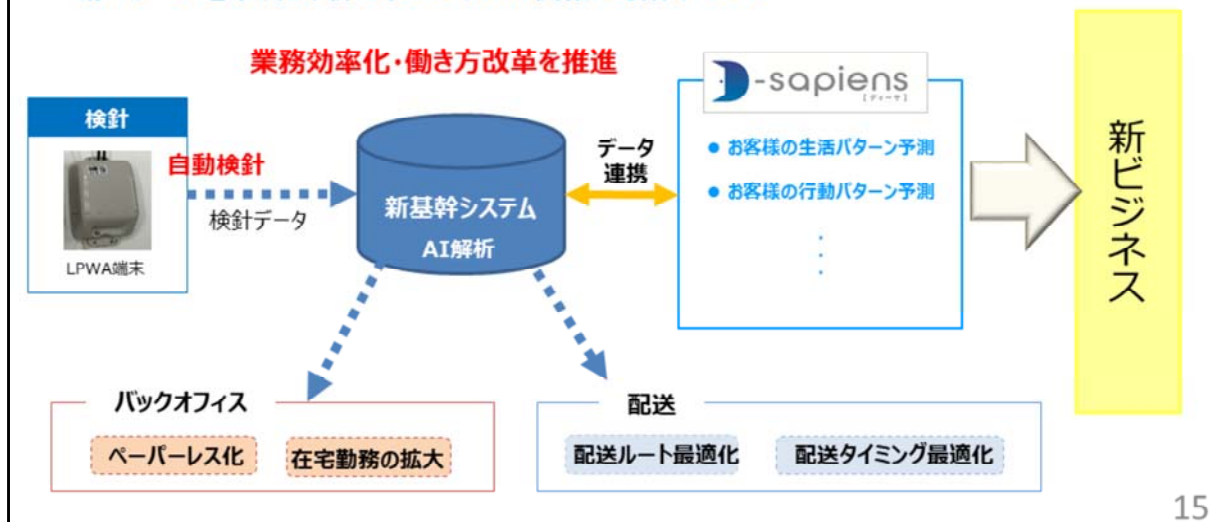 業務効率化・働き方改革を推進
検針
自動検針
検針データ
LPWA端末
新基幹システム
AI解析
データ
連携
D-sapiens
[ディーサ]
● お客様の生活パターン予測
● お客様の行動パターン予測
・
・
・
新ビジネス
バックオフィス
ペーパーレス化
在宅勤務の拡大
配送
配送ルート最適化
配送タイミング最適化
15